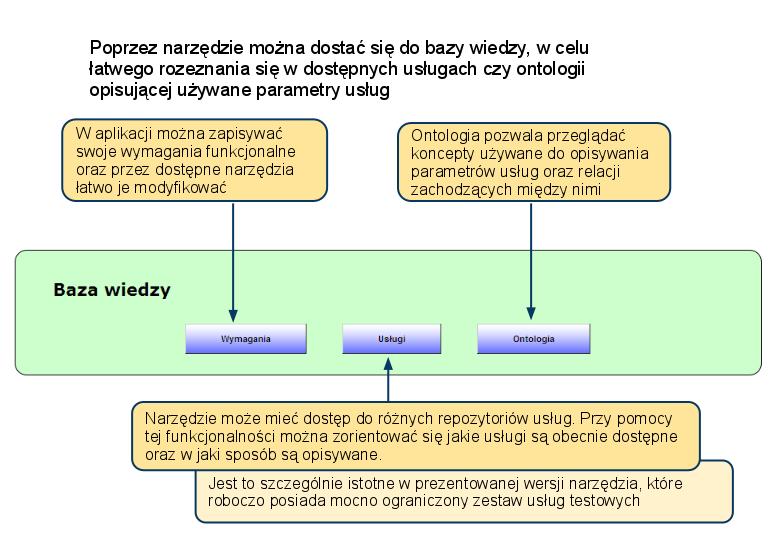 Poprzez narzędzie można dostać się do bazy wiedzy, w celu
łatwego rozeznania się w dostępnych usługach czy ontologii
opisującej używane parametry usług
W aplikacji można zapisywać
swoje wymagania funkcjonalne
oraz przez dostępne narzędzia
łatwo je modyfikować
Ontologia pozwala przeglądać
koncepty używane do opisywania
parametrów usług oraz relacji
zachodzących między nimi
Baza wiedzy
Wymagania
Usługi
Ontologia
Narzędzie może mieć dostęp do różnych repozytoriów usług. Przy pomocy
tej funkcjonalności można zorientować się jakie usługi są obecnie dostępne
oraz w jaki sposób są opisywane.
Jest to szczególnie istotne w prezentowanej wersji narzędzia, które
roboczo posiada mocno ograniczony zestaw usług testowych